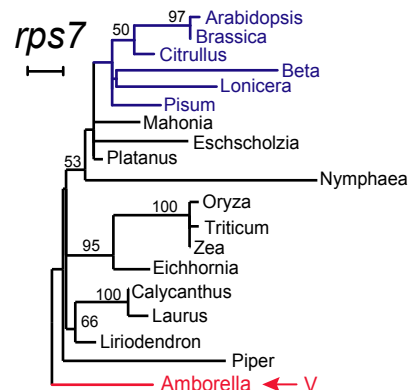 rps7
97 Arabidopsis
50 Brassica
Citrullus
Beta
Lonicera
Pisum
Mahonia
Eschscholzia
53 Platanus
Nymphaea
100 Oryza
Triticum
95 Zea
Eichhornia
100 Calycanthus
Laurus
66 Liriodendron
Piper
Amborella V